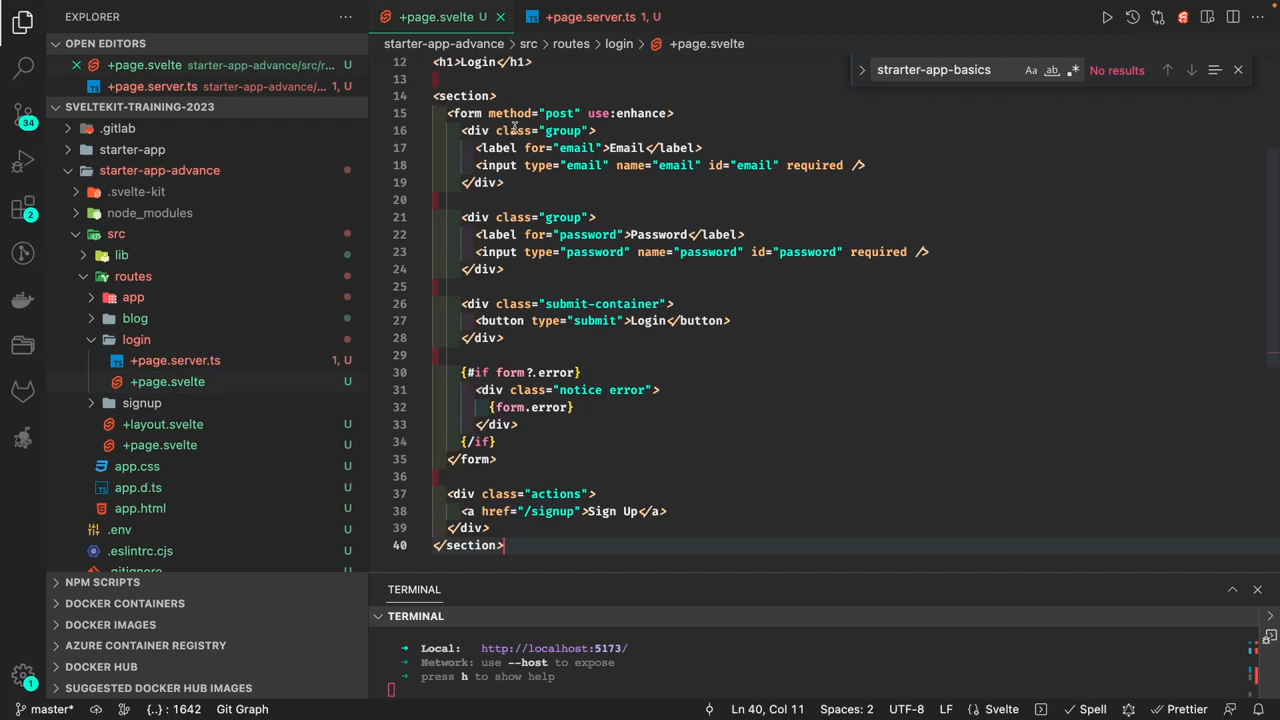 EXPLORER
OPEN EDITORS
+page.svelte starter-app-advance/src/r... U
+page.server.ts starter-app-advance/... 1, U
SVELTEKIT-TRAINING-2023
.gitlab
starter-app
starter-app-advance
.svelte-kit
node_modules
src
lib
routes
app
blog
login
+page.server.ts 1, U
+page.svelte U
signup
+layout.svelte U
+page.svelte U
app.css U
app.d.ts U
app.html U
.env U
.eslintrc.cjs U
.gitignore U
NPM SCRIPTS
DOCKER CONTAINERS
DOCKER IMAGES
AZURE CONTAINER REGISTRY
DOCKER HUB
SUGGESTED DOCKER HUB IMAGES
34
2
1
+page.svelte U
+page.server.ts 1, U
starter-app-advance > src > routes > login > +page.svelte
strarter-app-basics Aa ab No results
12 <h1>Login</h1>
13
14 <section>
15 <form method="post" use:enhance>
16 <div class="group">
17 <label for="email">Email</label>
18 <input type="email" name="email" id="email" required />
19 </div>
20
21 <div class="group">
22 <label for="password">Password</label>
23 <input type="password" name="password" id="password" required />
24 </div>
25
26 <div class="submit-container">
27 <button type="submit">Login</button>
28 </div>
29
30 {#if form?.error}
31 <div class="notice error">
32 {form.error}
33 </div>
34 {/if}
35 </form>
36
37 <div class="actions">
38 <a href="/signup">Sign Up</a>
39 </div>
40 </section>
TERMINAL
TERMINAL
➜ Local: http://localhost:5173/
➜ Network: use --host to expose
➜ press h to show help
master* {..} : 1642 Git Graph Ln 40, Col 11 Spaces: 2 UTF-8 LF Svelte Spell Prettier